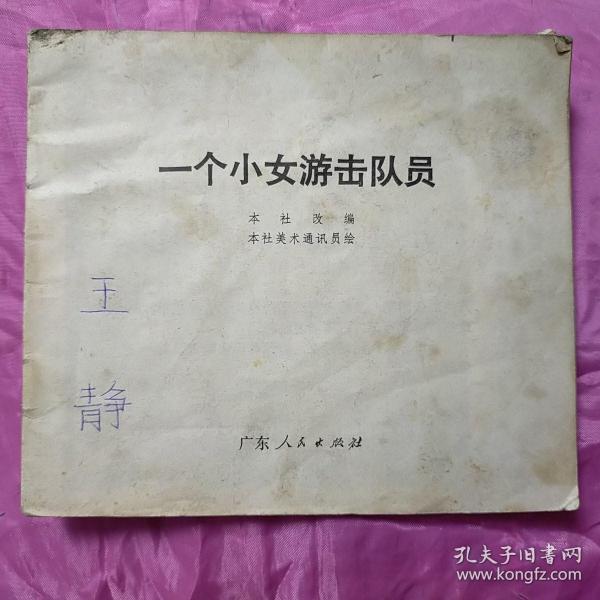 一个小女游击队员
本社改编
本社美术通讯员绘
王
静
广东人民出版社
孔夫子旧书网
www.kongfz.com